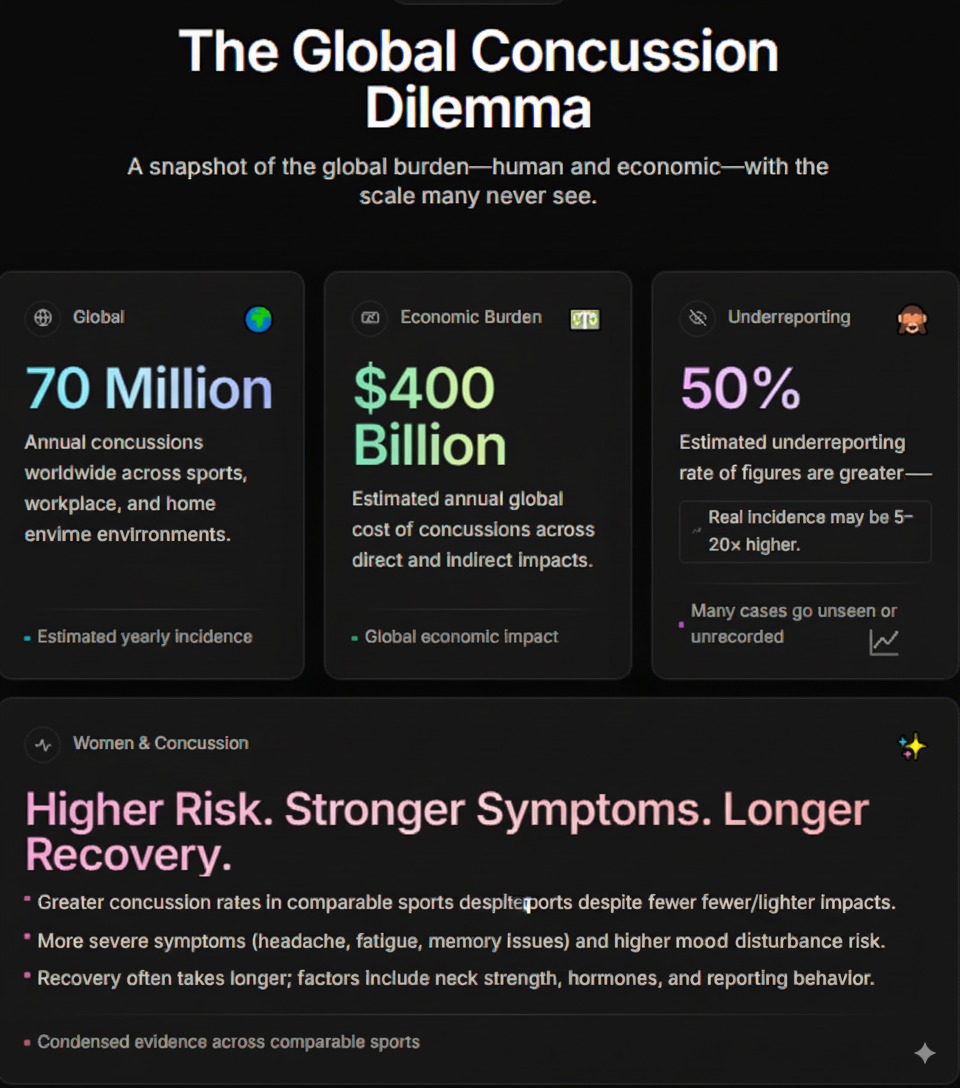 The Global Concussion
Dilemma
A snapshot of the global burden—human and economic—with the
scale many never see.
Global
70 Million
Annual concussions
worldwide across sports,
workplace, and home
envime envirronments.
Estimated yearly incidence
Economic Burden
$400
Billion
Estimated annual global
cost of concussions across
direct and indirect impacts.
Global economic impact
Underreporting
50%
Estimated underreporting
rate of figures are greater—
Real incidence may be 5–
20× higher.
Many cases go unseen or
unrecorded
Women & Concussion
Higher Risk. Stronger Symptoms. Longer
Recovery.
Greater concussion rates in comparable sports despite ports despite fewer fewer/lighter impacts.
More severe symptoms (headache, fatigue, memory issues) and higher mood disturbance risk.
Recovery often takes longer; factors include neck strength, hormones, and reporting behavior.
Condensed evidence across comparable sports